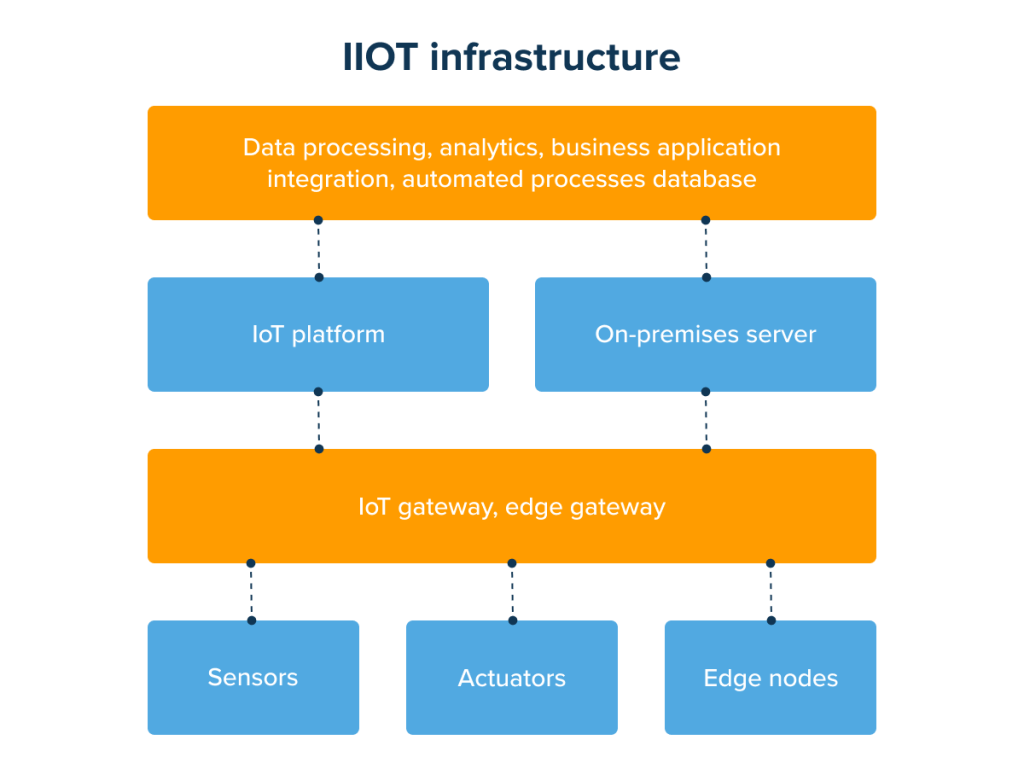 IIOT infrastructure
Data processing, analytics, business application
integration, automated processes database
IoT platform
On-premises server
IoT gateway, edge gateway
Sensors
Actuators
Edge nodes